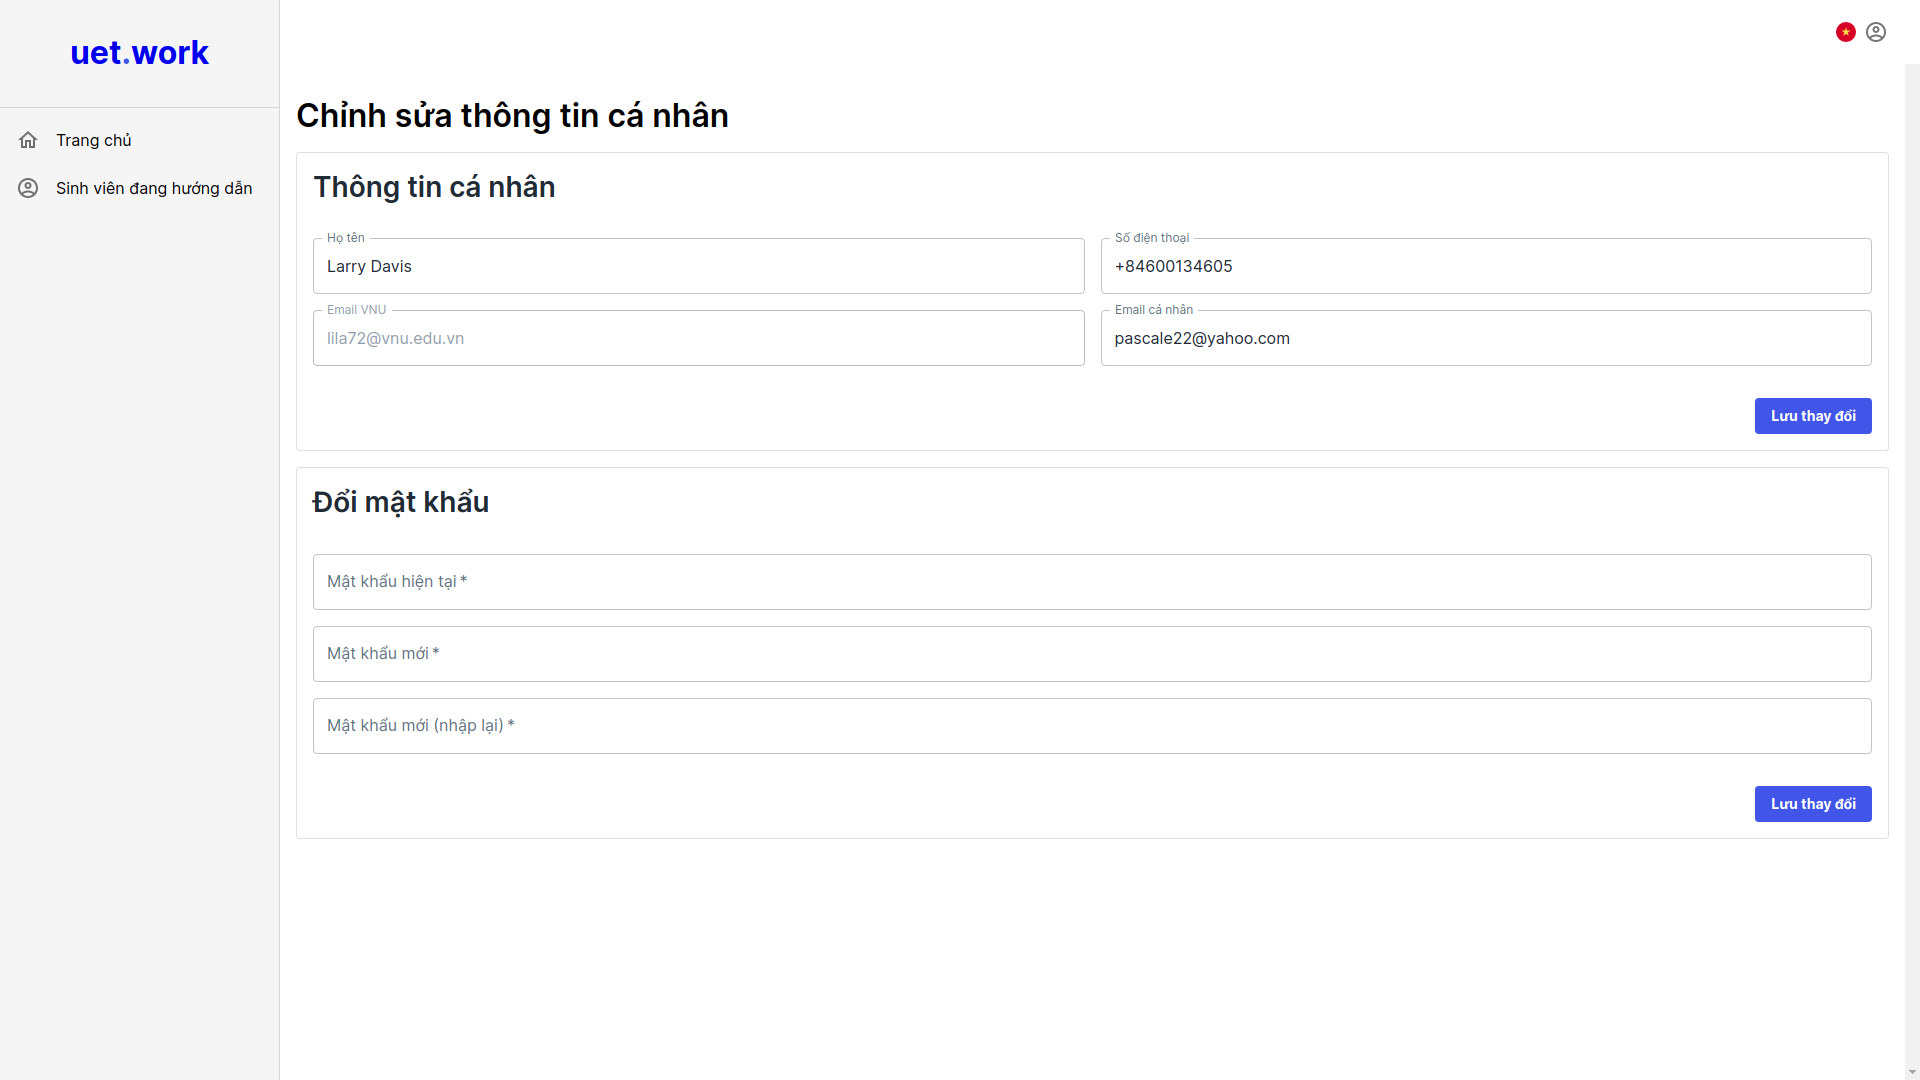 uet.work
Trang chủ
Sinh viên đang hướng dẫn
Chỉnh sửa thông tin cá nhân
Thông tin cá nhân
Họ tên
Larry Davis
Số điện thoại
+84600134605
Email VNU
lila72@vnu.edu.vn
Email cá nhân
pascale22@yahoo.com
Lưu thay đổi
Đổi mật khẩu
Mật khẩu hiện tại *
Mật khẩu mới *
Mật khẩu mới (nhập lại) *
Lưu thay đổi